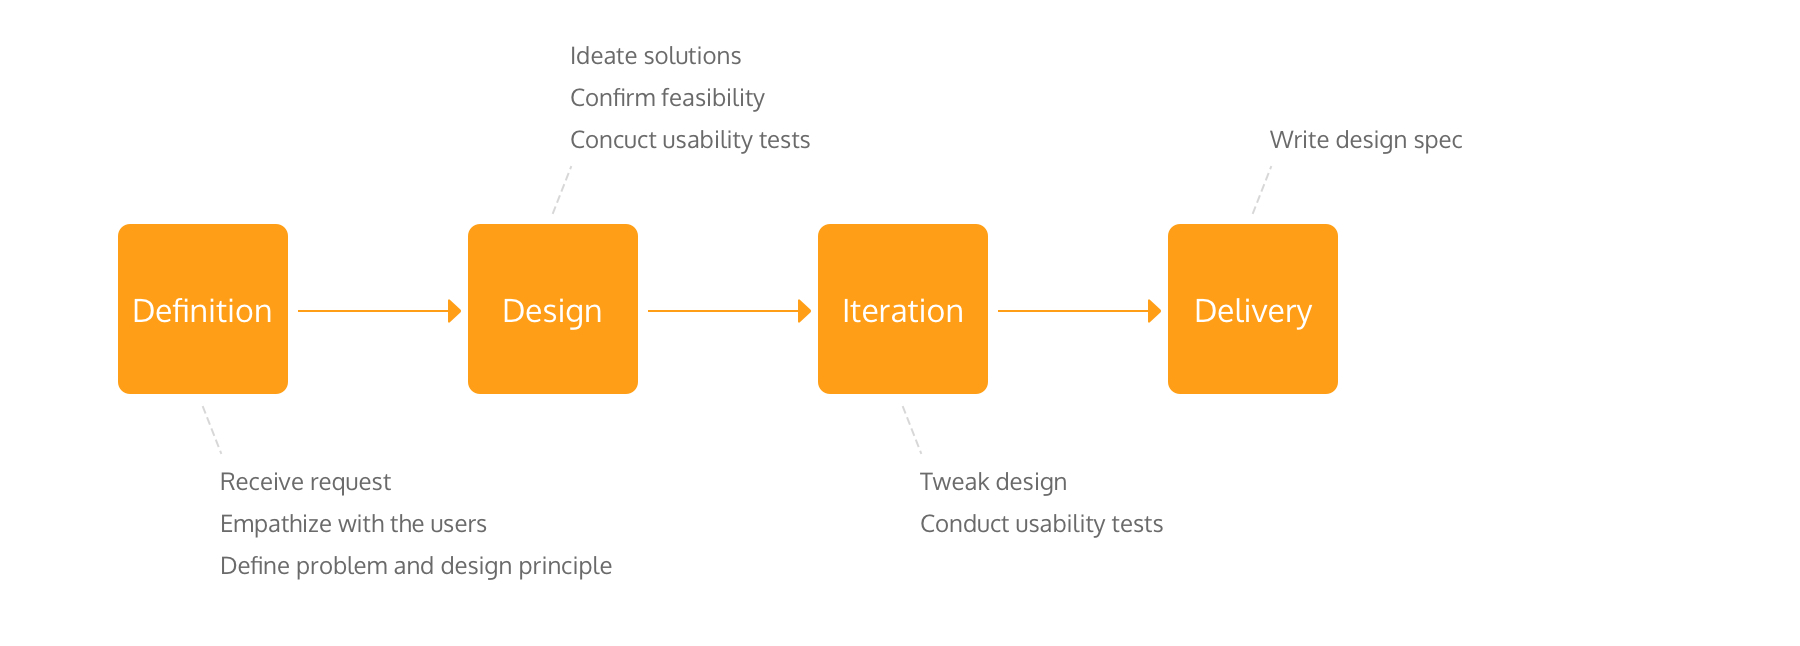 Ideate solutions
Confirm feasibility
Concuct usability tests
Write design spec
Definition
Design
Iteration
Delivery
Receive request
Empathize with the users
Define problem and design principle
Tweak design
Conduct usability tests